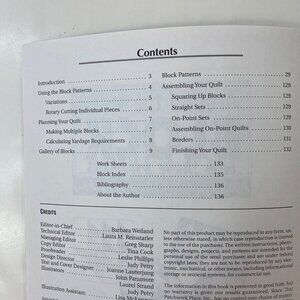 Contents
Introduction 3
Using the Block Patterns 4
Variations 5
Rotary Cutting Individual Pieces 6
Planning Your Quilt 7
Making Multiple Blocks 7
Calculating Yardage Requirements 8
Gallery of Blocks 9
Block Patterns 29
Assembling Your Quilt 129
Squaring Up Blocks 129
Straight Sets 129
On-Point Sets 129
Assembling On-Point Quilts 130
Borders 131
Finishing Your Quilt 132
Work Sheets 133
Block Index 135
Bibliography 136
About the Author 136
CREDITS
Editor-in-Chief Barbara Weiland
Technical Editor Laura M. Reinstatler
Managing Editor Greg Sharp
Copy Editor Tina Cook
Proofreader Leslie Phillips
Design Director Judy Petry
Text and Cover Designer Joanne Lauterjung
Illustrators John Paramore
Laurel Strand
Illustration Assistant Judy Petry
Lisa McKenney
No part of this product may be reproduced in any form, un-
less otherwise stated, in which case reproduction is limited
to the use of the purchaser. The written instructions, photo-
graphs, designs, projects, and patterns are intended for the
personal use of the retail purchaser and are under federal
copyright laws; they are not to be reproduced by any elec-
tronic, mechanical, or other means, including informational
storage or retrieval systems, for commercial use.
The information in this book is presented in good faith, but
no warranty is given nor results guaranteed. Since That
Patchwork Place, Inc. has no control over